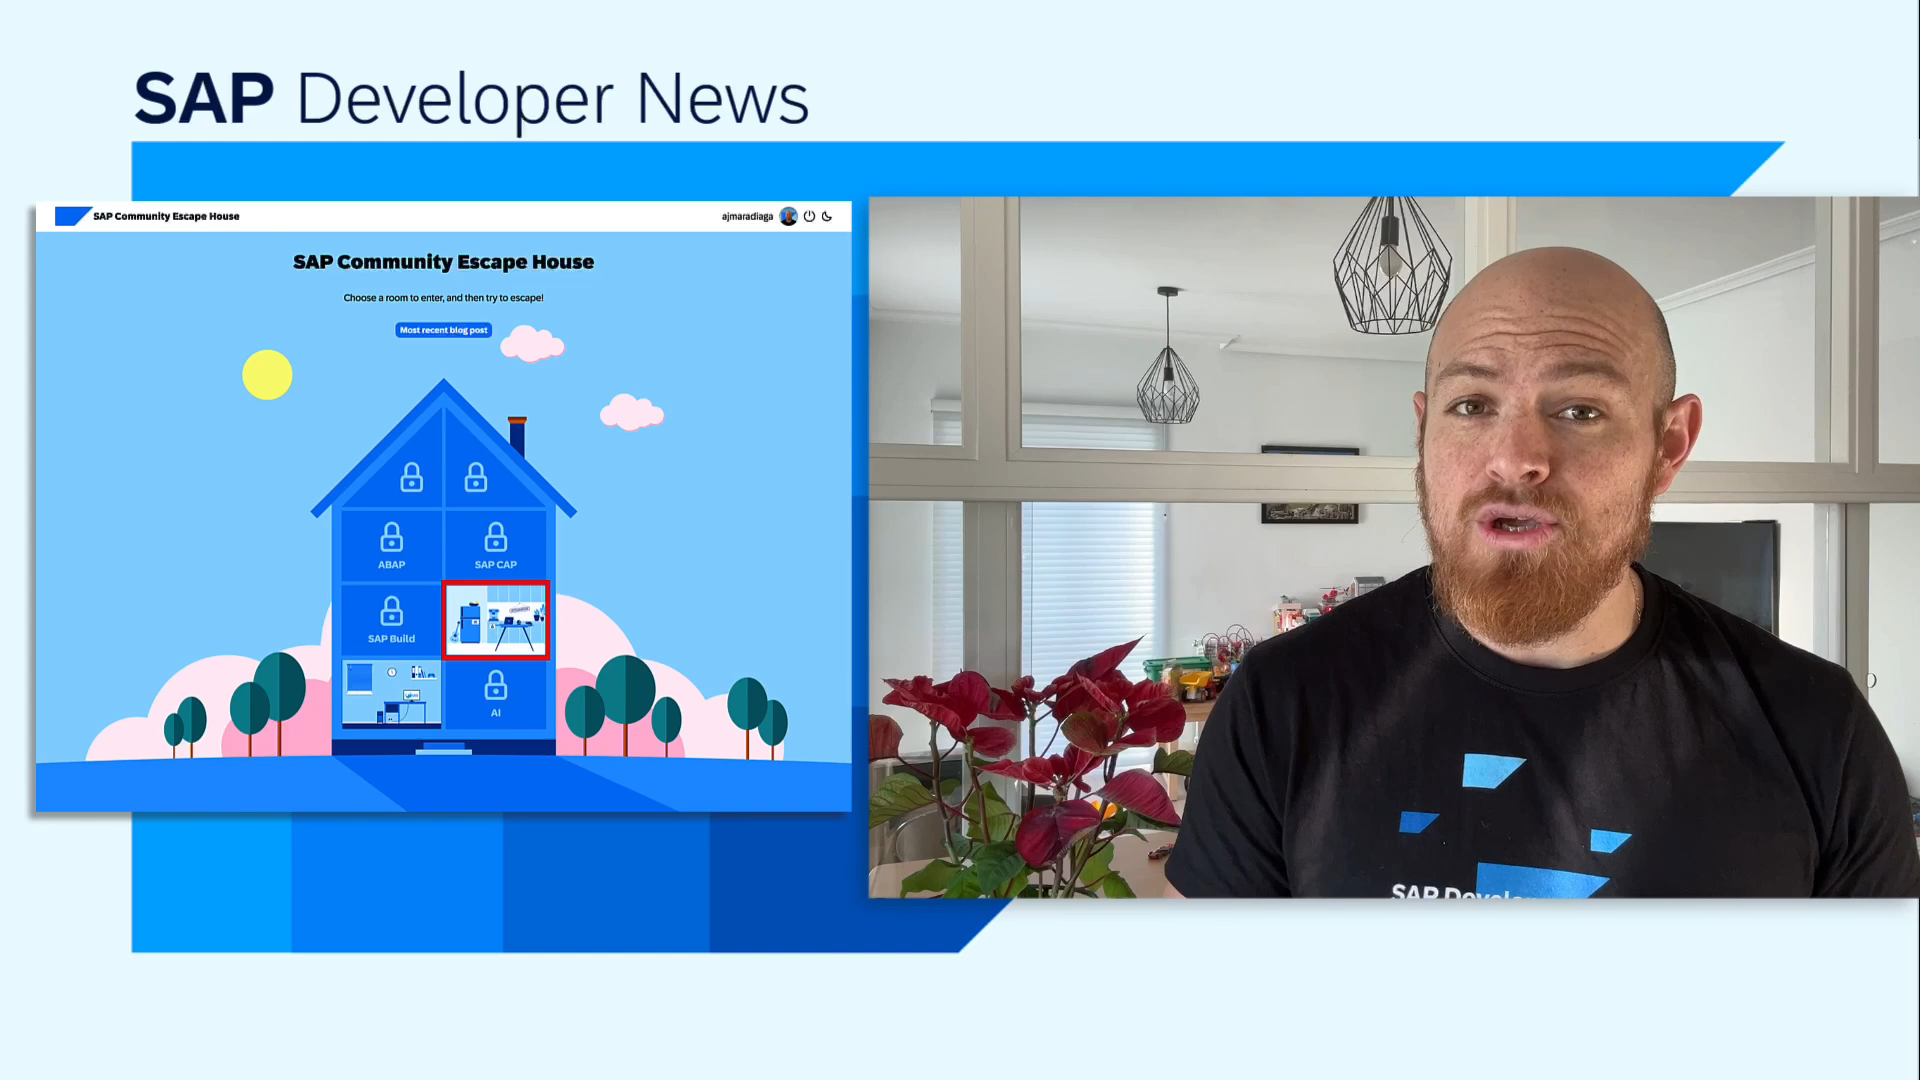 SAP Developer News
SAP Community Escape House
ajmaradiaga
SAP Community Escape House
Choose a room to enter, and then try to escape!
Most recent blog post
ABAP
SAP CAP
SAP Build
AI
SAP